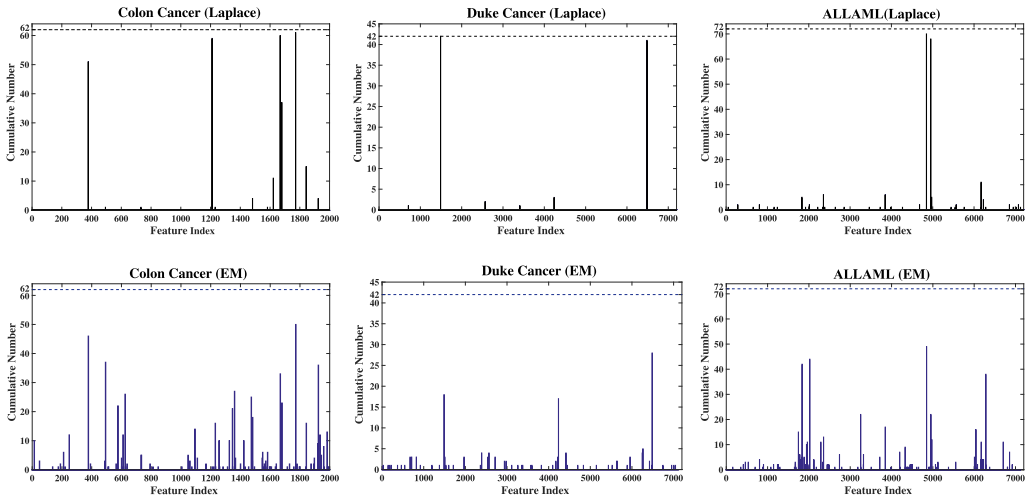 Colon Cancer (Laplace)
Cumulative Number
62
60
50
40
30
20
10
0
0 200 400 600 800 1000 1200 1400 1600 1800 2000
Feature Index
Duke Cancer (Laplace)
Cumulative Number
45
42
40
35
30
25
20
15
10
5
0
0 1000 2000 3000 4000 5000 6000 7000
Feature Index
ALLAML(Laplace)
Cumulative Number
72
70
60
50
40
30
20
10
0
0 1000 2000 3000 4000 5000 6000 7000
Feature Index
Colon Cancer (EM)
Cumulative Number
62
60
50
40
30
20
10
0
0 200 400 600 800 1000 1200 1400 1600 1800 2000
Feature Index
Duke Cancer (EM)
Cumulative Number
45
42
40
35
30
25
20
15
10
5
0
0 1000 2000 3000 4000 5000 6000 7000
Feature Index
ALLAML (EM)
Cumulative Number
72
70
60
50
40
30
20
10
0
0 1000 2000 3000 4000 5000 6000 7000
Feature Index